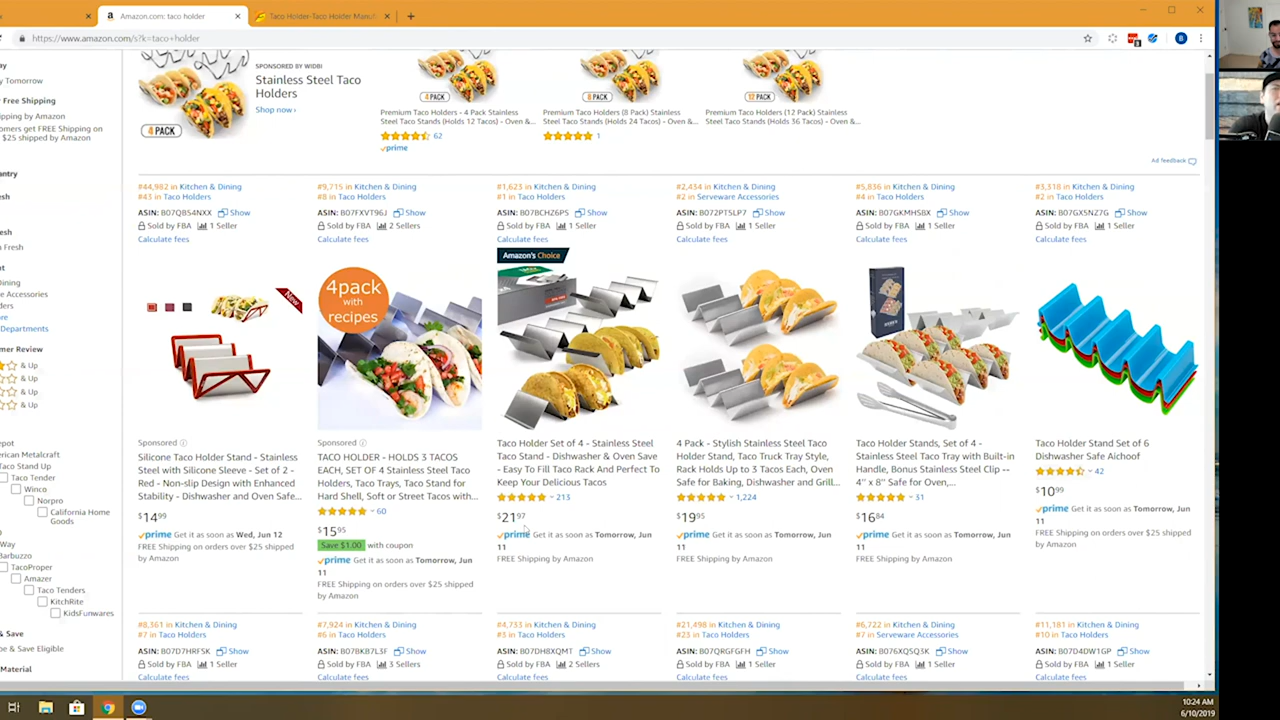 Amazon.com: taco holder
Taco Holder-Taco Holder Manuf
https://www.amazon.com/s?k=taco+holder
B
SPONSORED BY WIDBI
Stainless Steel Taco
Holders
Shop now ›
4 PACK
4 PACK
8 PACK
12 PACK
Premium Taco Holders - 4 Pack Stainless
Steel Taco Stands (Holds 12 Tacos) - Oven &...
62
prime
Premium Taco Holders (8 Pack) Stainless
Steel Taco Stands (Holds 24 Tacos) - Oven &...
1
Premium Taco Holders (12 Pack) Stainless
Steel Taco Stands (Holds 36 Tacos) - Oven &...
Ad feedback
ay
y Tomorrow
r Free Shipping
ipping by Amazon
omers get FREE Shipping on
$25 shipped by Amazon
antry
esh
esh
n Fresh
nt
Dining
e Accessories
ders
re
Departments
mer Review
& Up
& Up
& Up
& Up
epot
erican Metalcraft
aco Stand Up
Taco Tender
Winco
Norpro
California Home
Goods
Way
Barbuzzo
TacoProper
Amazer
Taco Tenders
KitchRite
KidsFunwares
& Save
be & Save Eligible
Material
#44,982 in Kitchen & Dining
#43 in Taco Holders
ASIN: B07QB54NXX Show
Sold by FBA 1 Seller
Calculate fees
New
Sponsored
Silicone Taco Holder Stand - Stainless
Steel with Silicone Sleeve - Set of 2 -
Red - Non-slip Design with Enhanced
Stability - Dishwasher and Oven Safe...
$14.99
prime Get it as soon as Wed, Jun 12
FREE Shipping on orders over $25 shipped
by Amazon
#9,715 in Kitchen & Dining
#8 in Taco Holders
ASIN: B07FXVT96J Show
Sold by FBA 2 Sellers
Calculate fees
4pack
with
recipes
Sponsored
TACO HOLDER - HOLDS 3 TACOS
EACH, SET OF 4 Stainless Steel Taco
Holders, Taco Trays, Taco Stand for
Hard Shell, Soft or Street Tacos with...
60
$15.95
Save $1.00 with coupon
prime Get it as soon as Tomorrow, Jun
11
FREE Shipping on orders over $25 shipped
by Amazon
#1,623 in Kitchen & Dining
#1 in Taco Holders
ASIN: B07BCHZ6PS Show
Sold by FBA 1 Seller
Calculate fees
Amazon's Choice
Taco Holder Set of 4 - Stainless Steel
Taco Stand - Dishwasher & Oven Save
- Easy To Fill Taco Rack And Perfect To
Keep Your Delicious Tacos
213
$21.97
prime Get it as soon as Tomorrow, Jun
11
FREE Shipping by Amazon
#2,434 in Kitchen & Dining
#2 in Serveware Accessories
ASIN: B072PTSLP7 Show
Sold by FBA 1 Seller
Calculate fees
4 Pack - Stylish Stainless Steel Taco
Holder Stand, Taco Truck Tray Style,
Rack Holds Up to 3 Tacos Each, Oven
Safe for Baking, Dishwasher and Grill...
1,224
$19.95
prime Get it as soon as Tomorrow, Jun
11
FREE Shipping by Amazon
#5,836 in Kitchen & Dining
#4 in Taco Holders
ASIN: B07GKMHSBX Show
Sold by FBA 1 Seller
Calculate fees
Taco Holder Stands, Set of 4 -
Stainless Steel Taco Tray with Built-in
Handle, Bonus Stainless Steel Clip --
4'' x 8'' Safe for Oven,...
31
$16.84
prime Get it as soon as Tomorrow, Jun
11
FREE Shipping by Amazon
#3,318 in Kitchen & Dining
#2 in Taco Holders
ASIN: B07GX5NZ7G Show
Sold by FBA 1 Seller
Calculate fees
Taco Holder Stand Set of 6
Dishwasher Safe Aichoof
42
$10.99
prime Get it as soon as Tomorrow, Jun
11
FREE Shipping on orders over $25 shipped
by Amazon
#8,361 in Kitchen & Dining
#7 in Taco Holders
ASIN: B07D7HRFSK Show
Sold by FBA 1 Seller
Calculate fees
#7,924 in Kitchen & Dining
#6 in Taco Holders
ASIN: B07BKB7L3F Show
Sold by FBA 3 Sellers
Calculate fees
#4,733 in Kitchen & Dining
#3 in Taco Holders
ASIN: B07DH8XQMT Show
Sold by FBA 2 Sellers
Calculate fees
#21,498 in Kitchen & Dining
#23 in Taco Holders
ASIN: B07QRGFGFH Show
Sold by FBA 1 Seller
Calculate fees
#6,722 in Kitchen & Dining
#7 in Serveware Accessories
ASIN: B076XQSQ3K Show
Sold by FBA 1 Seller
Calculate fees
#11,181 in Kitchen & Dining
#10 in Taco Holders
ASIN: B07D4DW1GP Show
Sold by FBA 1 Seller
Calculate fees
10:24 AM
6/10/2019